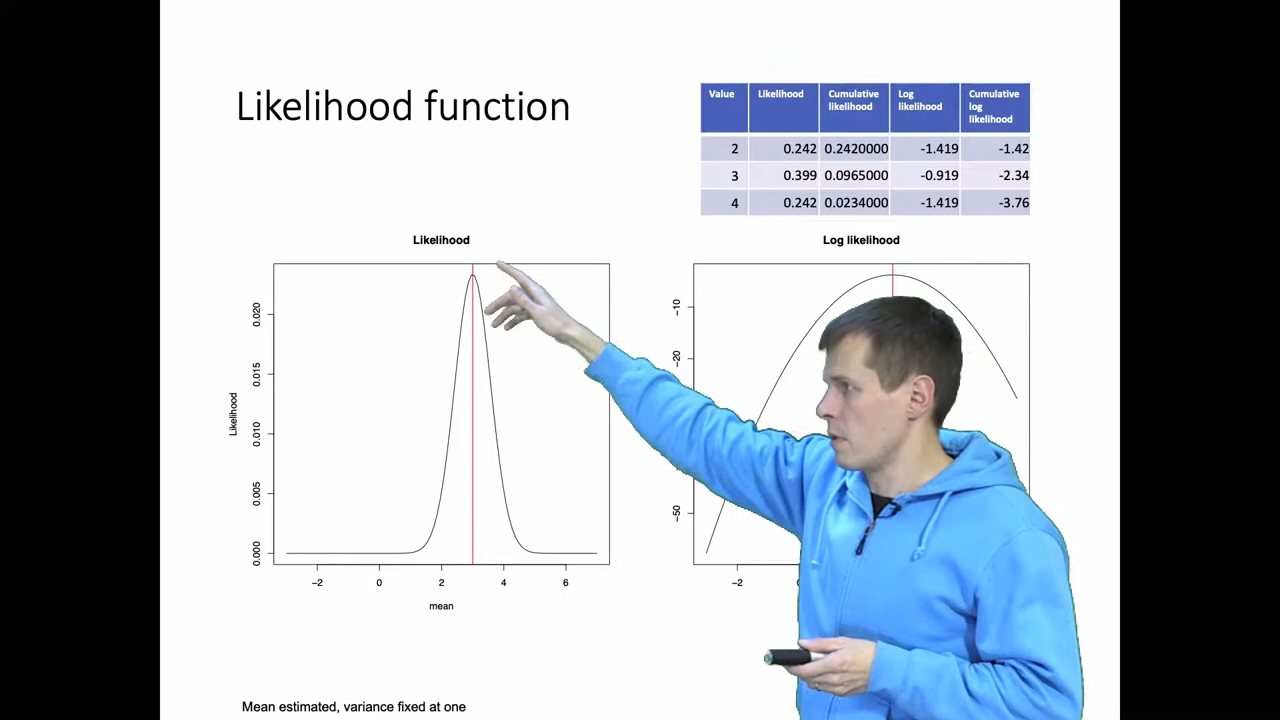 Likelihood function
Value Likelihood Cumulative likelihood Log likelihood Cumulative log likelihood
2 0.242 0.2420000 -1.419 -1.42
3 0.399 0.0965000 -0.919 -2.34
4 0.242 0.0234000 -1.419 -3.76
Likelihood
Likelihood
0.000 0.005 0.010 0.015 0.020
-2 0 2 4 6
mean
Log likelihood
-10
-20
-50
-2
Mean estimated, variance fixed at one